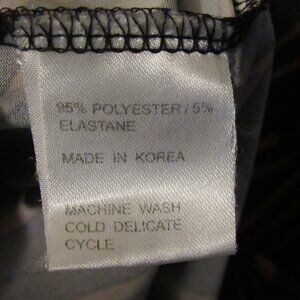 95% POLYESTER / 5%
ELASTANE
MADE IN KOREA
MACHINE WASH
COLD DELICATE
CYCLE